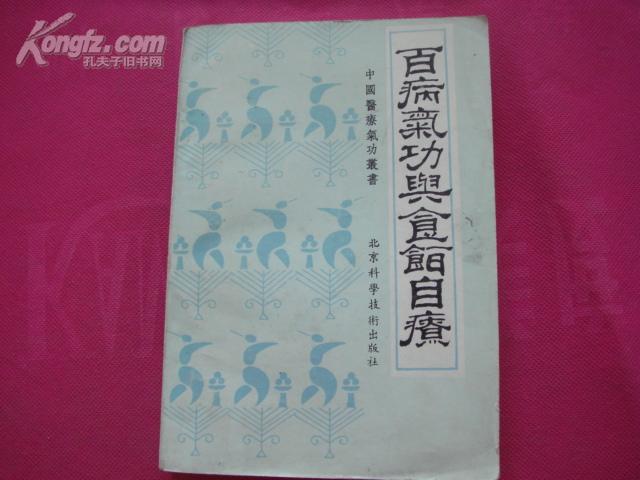 Kongfz.com
孔夫子旧书网
百病氣功與食餌自療
中國醫療氣功叢書
北京科學技術出版社